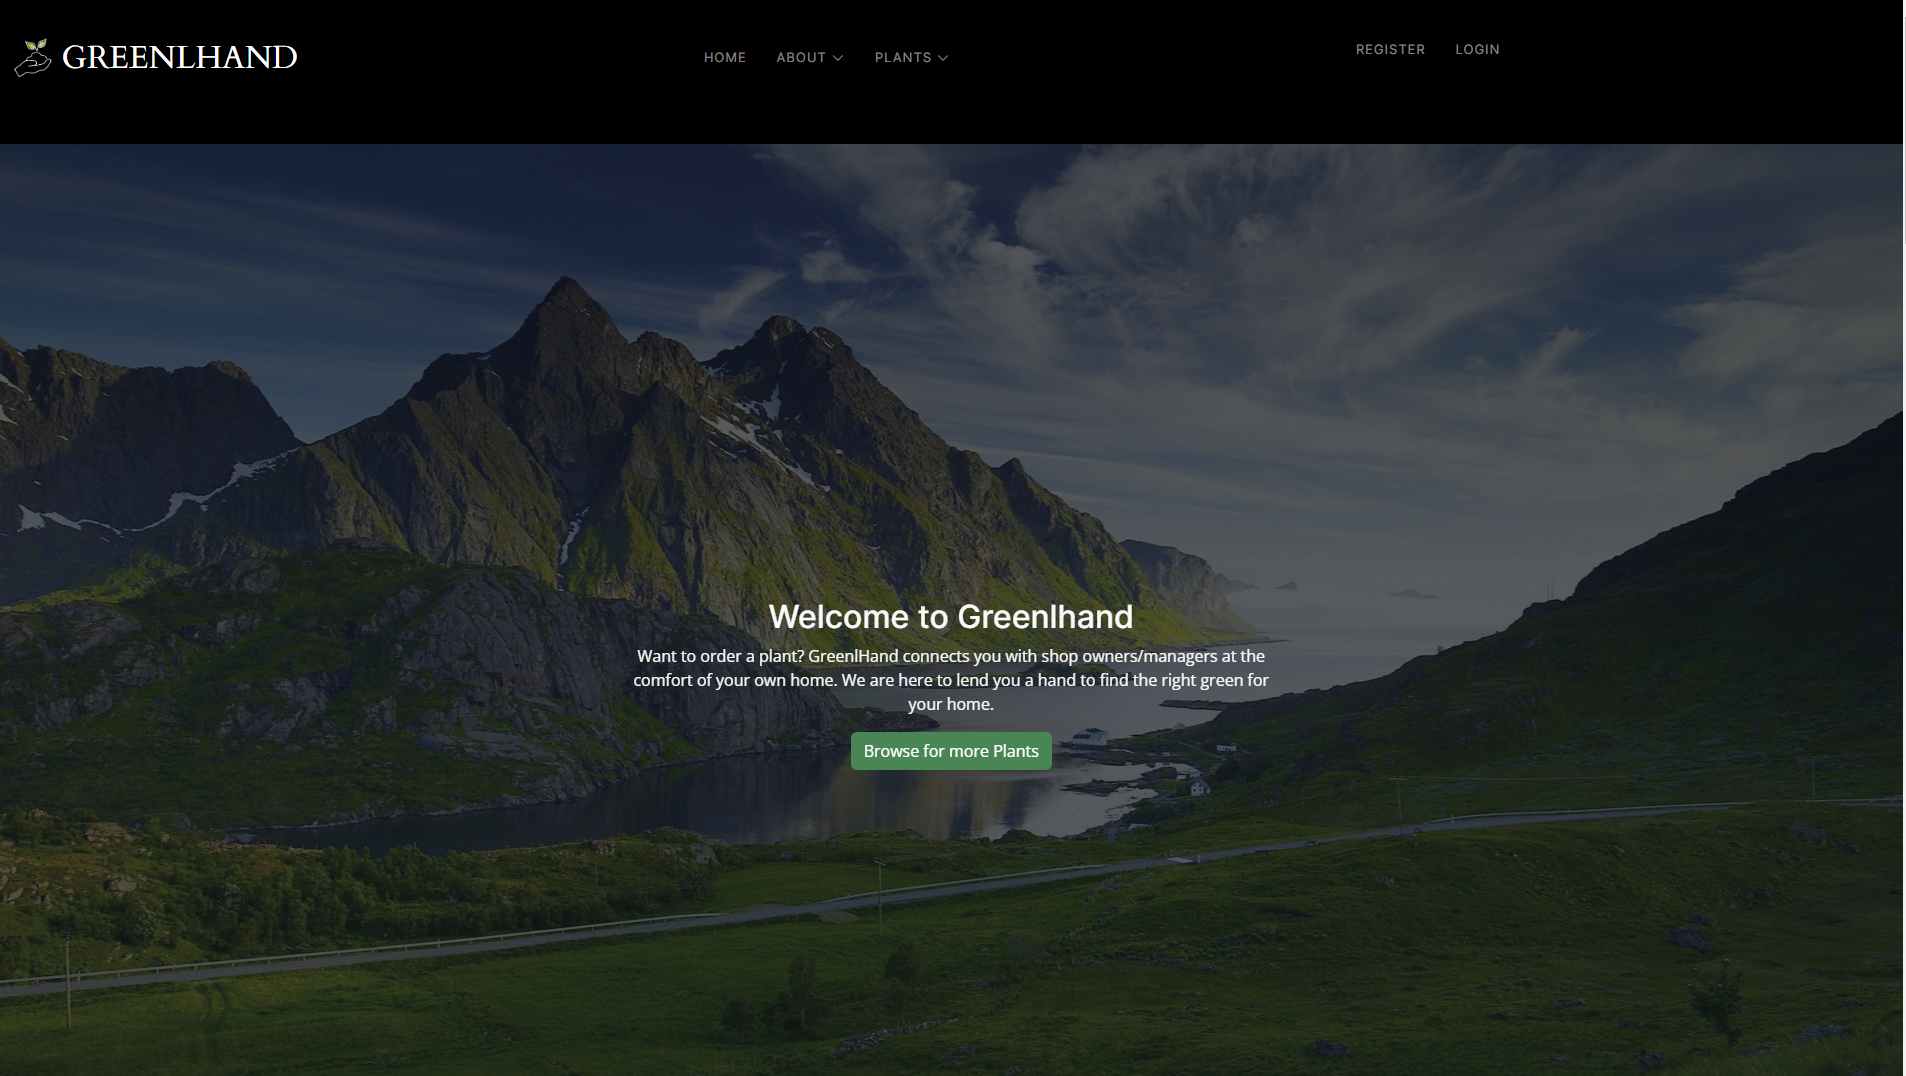 GREENLHAND
HOME ABOUT PLANTS
REGISTER LOGIN
Welcome to Greenlhand
Want to order a plant? GreenlHand connects you with shop owners/managers at the
comfort of your own home. We are here to lend you a hand to find the right green for
your home.
Browse for more Plants